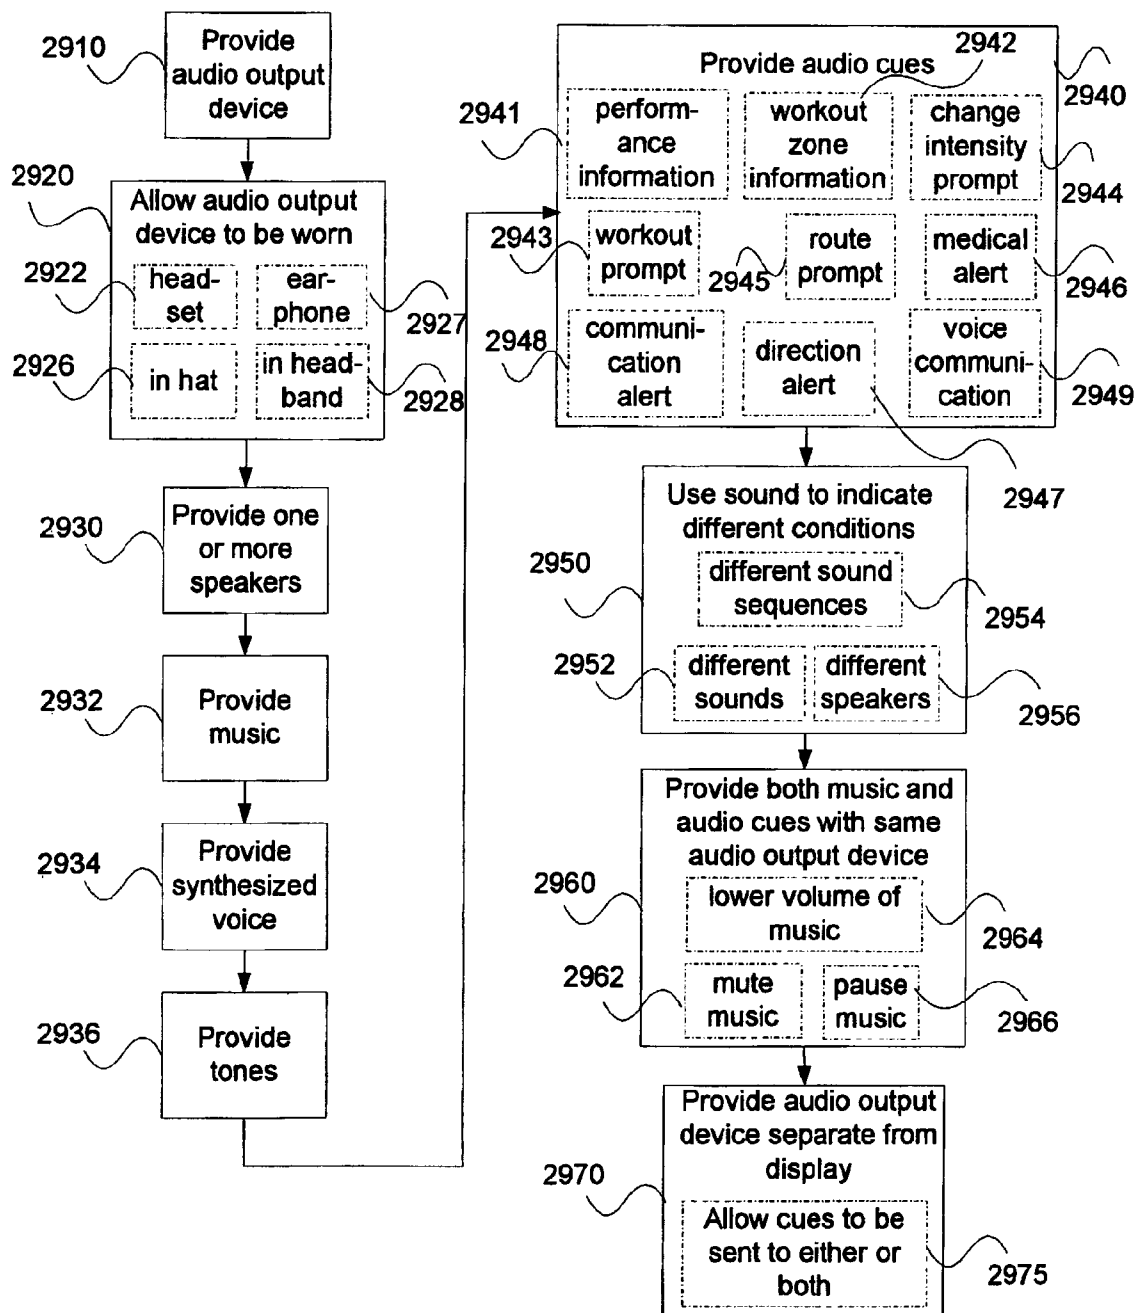 2910
Provide
audio output
device
2920
Allow audio output
device to be worn
2922
head-
set
ear-
phone
2927
2926
in hat
in head-
band
2928
2930
Provide one
or more
speakers
2932
Provide
music
2934
Provide
synthesized
voice
2936
Provide
tones
2942
Provide audio cues
2940
2941
perform-
ance
information
workout
zone
information
change
intensity
prompt
2944
2943
workout
prompt
2945
route
prompt
medical
alert
2946
2948
communi-
cation
alert
direction
alert
voice
communi-
cation
2949
2947
Use sound to indicate
different conditions
2950
different sound
sequences
2954
2952
different
sounds
different
speakers
2956
Provide both music and
audio cues with same
audio output device
2960
lower volume of
music
2964
2962
mute
music
pause
music
2966
Provide audio output
device separate from
display
2970
Allow cues to be
sent to either or
both
2975